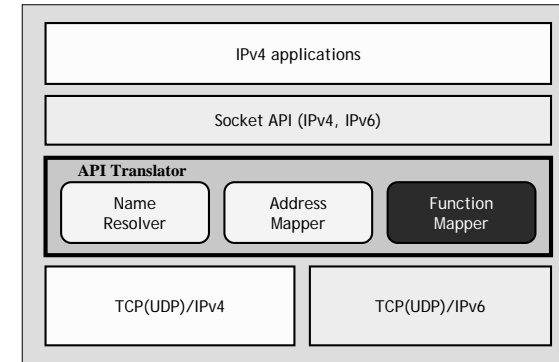 IPv4 applications
Socket API (IPv4, IPv6)
API Translator
Name
Resolver
Address
Mapper
Function
Mapper
TCP(UDP)/IPv4
TCP(UDP)/IPv6